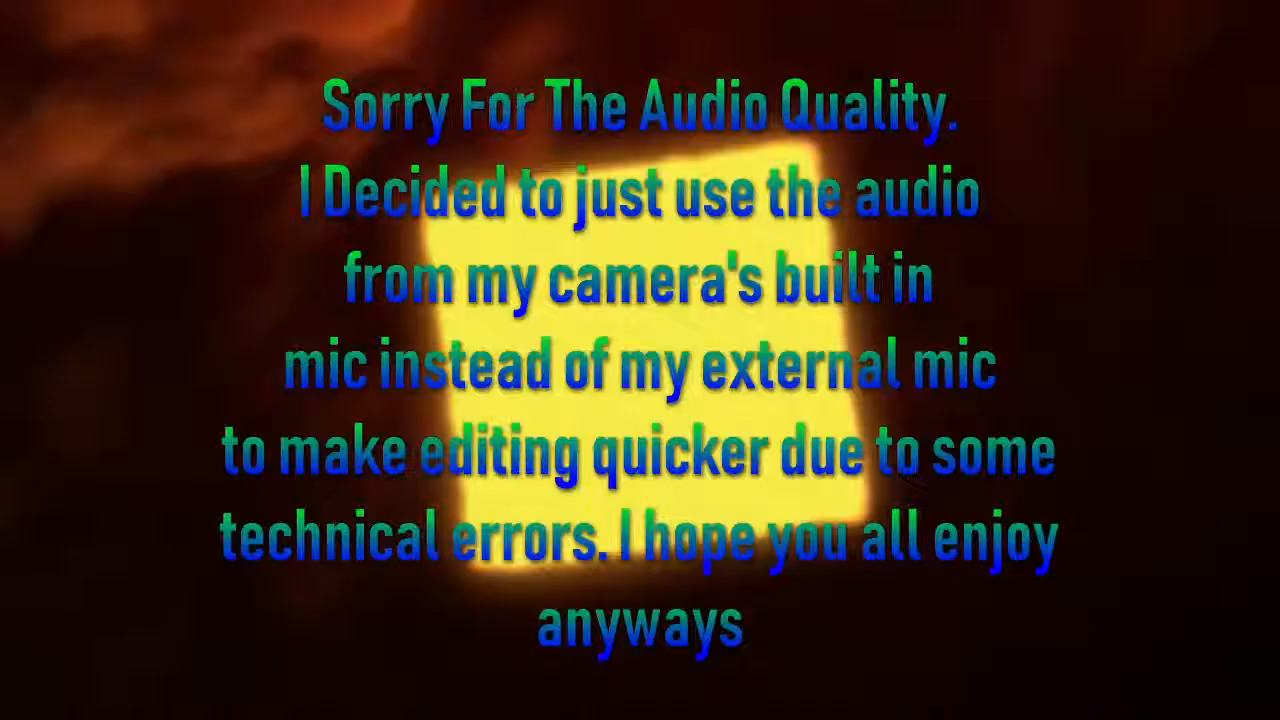 Sorry For The Audio Quality.
I Decided to just use the audio
from my camera's built in
mic instead of my external mic
to make editing quicker due to some
technical errors. I hope you all enjoy
anyways